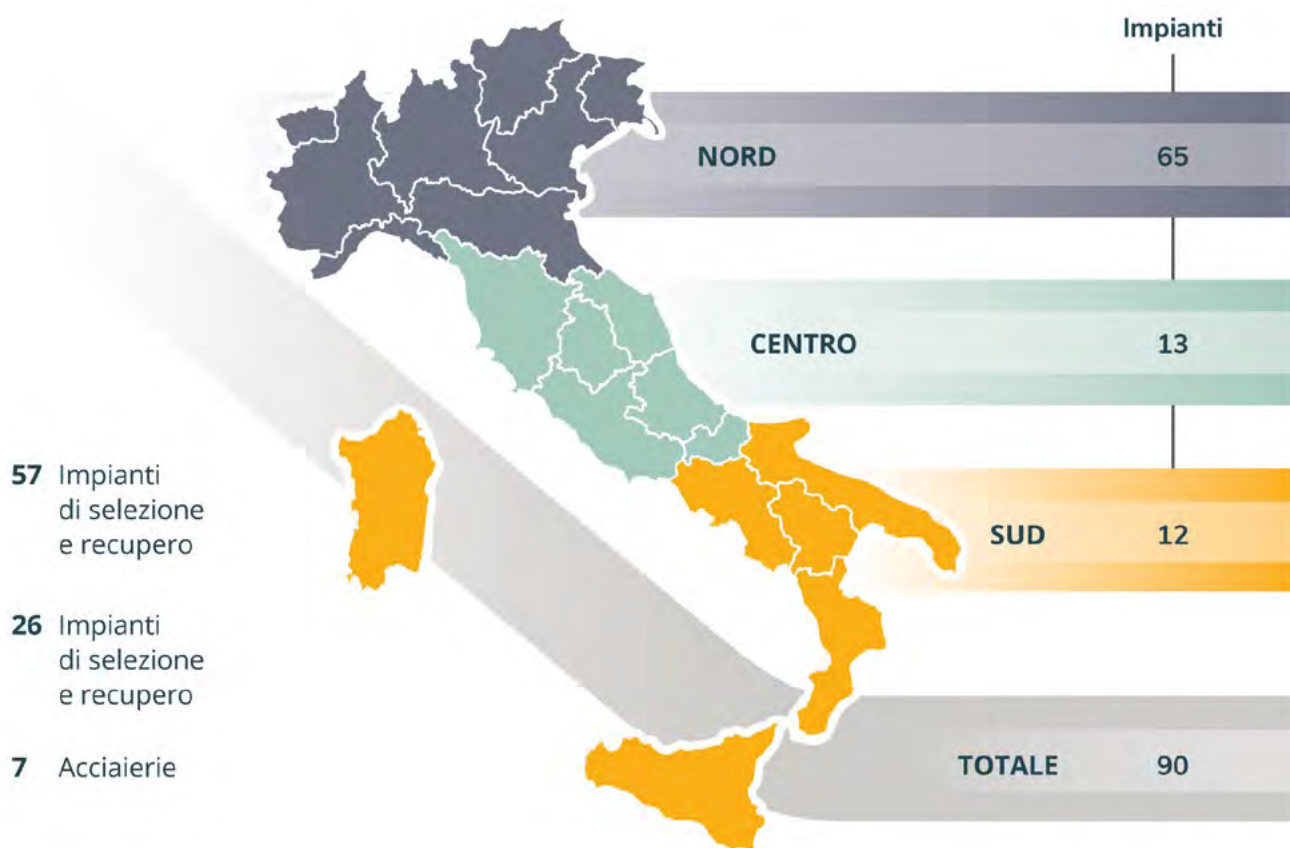 Impianti
NORD 65
CENTRO 13
SUD 12
TOTALE 90
57 Impianti
di selezione
e recupero
26 Impianti
di selezione
e recupero
7 Acciaierie